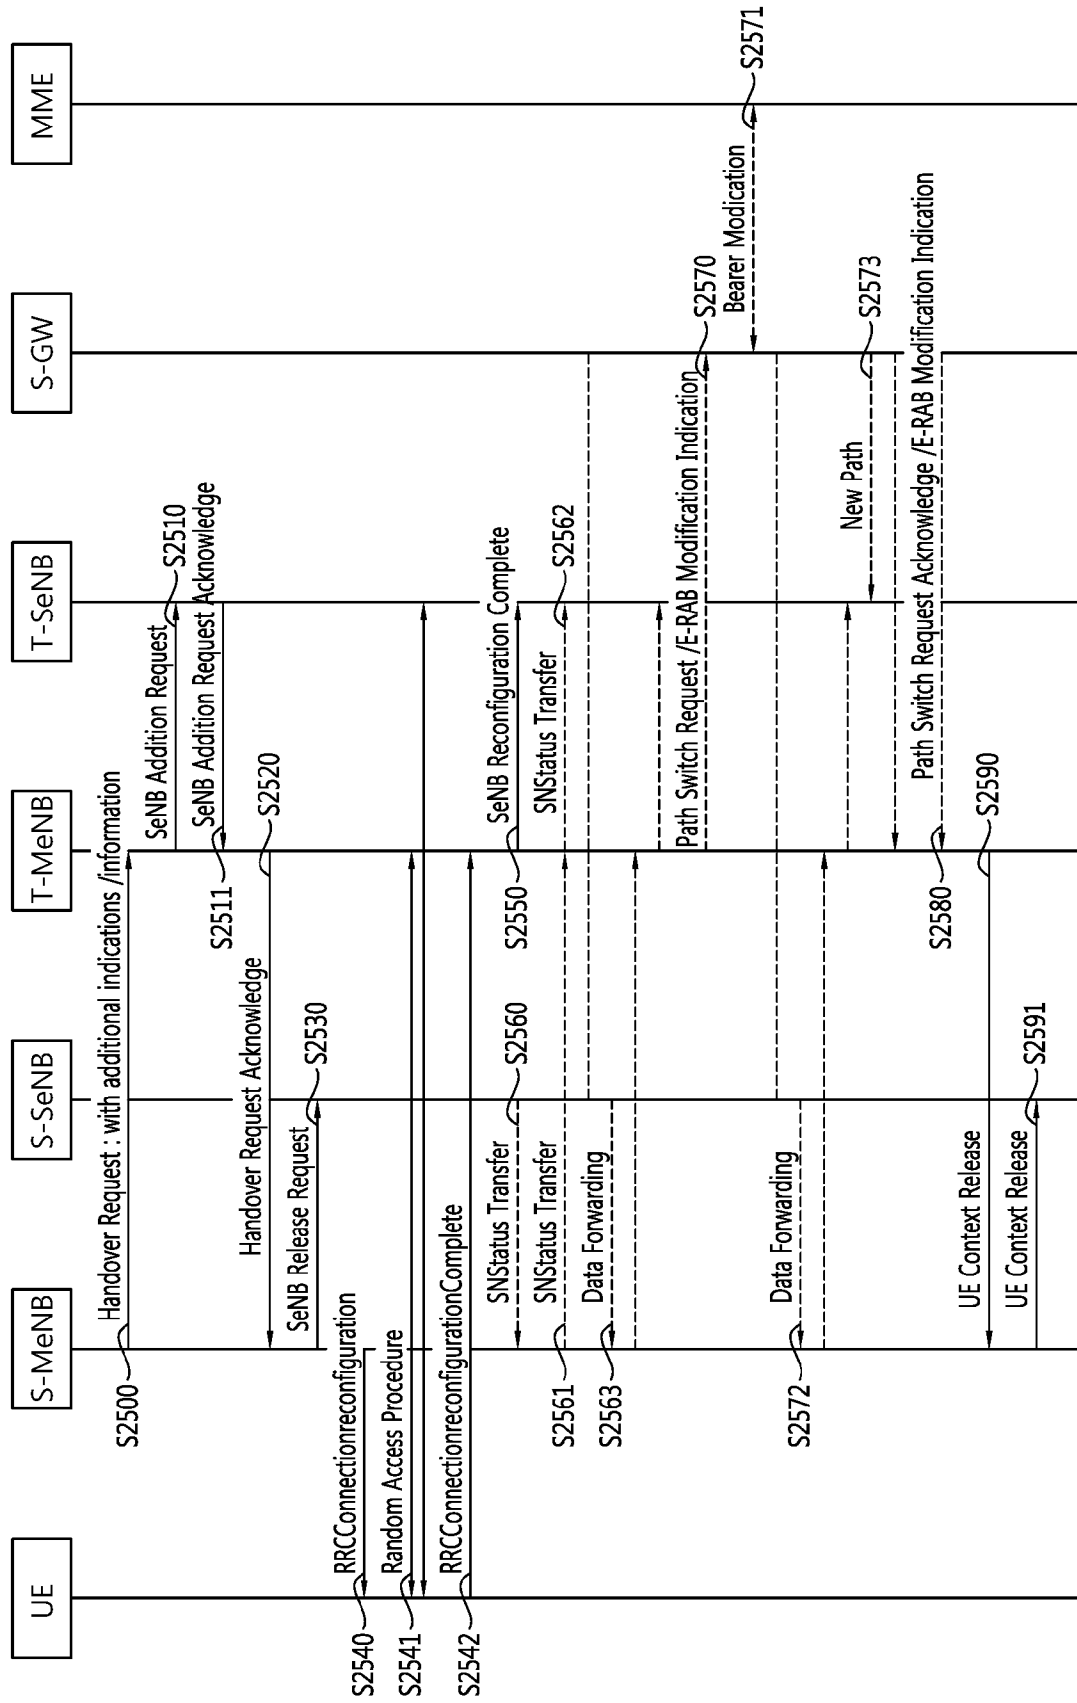 UE
S-MeNB
S-SeNB
T-MeNB
T-SeNB
S-GW
MME
Handover Request : with additional indications /information
S2500
SeNB Addition Request
S2510
SeNB Addition Request Acknowledge
S2511
Handover Request Acknowledge
S2520
SeNB Release Request
S2530
RRCConnectionreconfiguration
S2540
Random Access Procedure
S2541
RRCConnectionreconfigurationComplete
S2542
SeNB Reconfiguration Complete
S2550
SNStatus Transfer
S2560
SNStatus Transfer
S2561
SNStatus Transfer
S2562
Data Forwarding
S2563
Path Switch Request /E-RAB Modification Indication
S2570
Bearer Modication
S2571
Data Forwarding
S2572
New Path
S2573
Path Switch Request Acknowledge /E-RAB Modification Indication
S2580
UE Context Release
S2590
UE Context Release
S2591